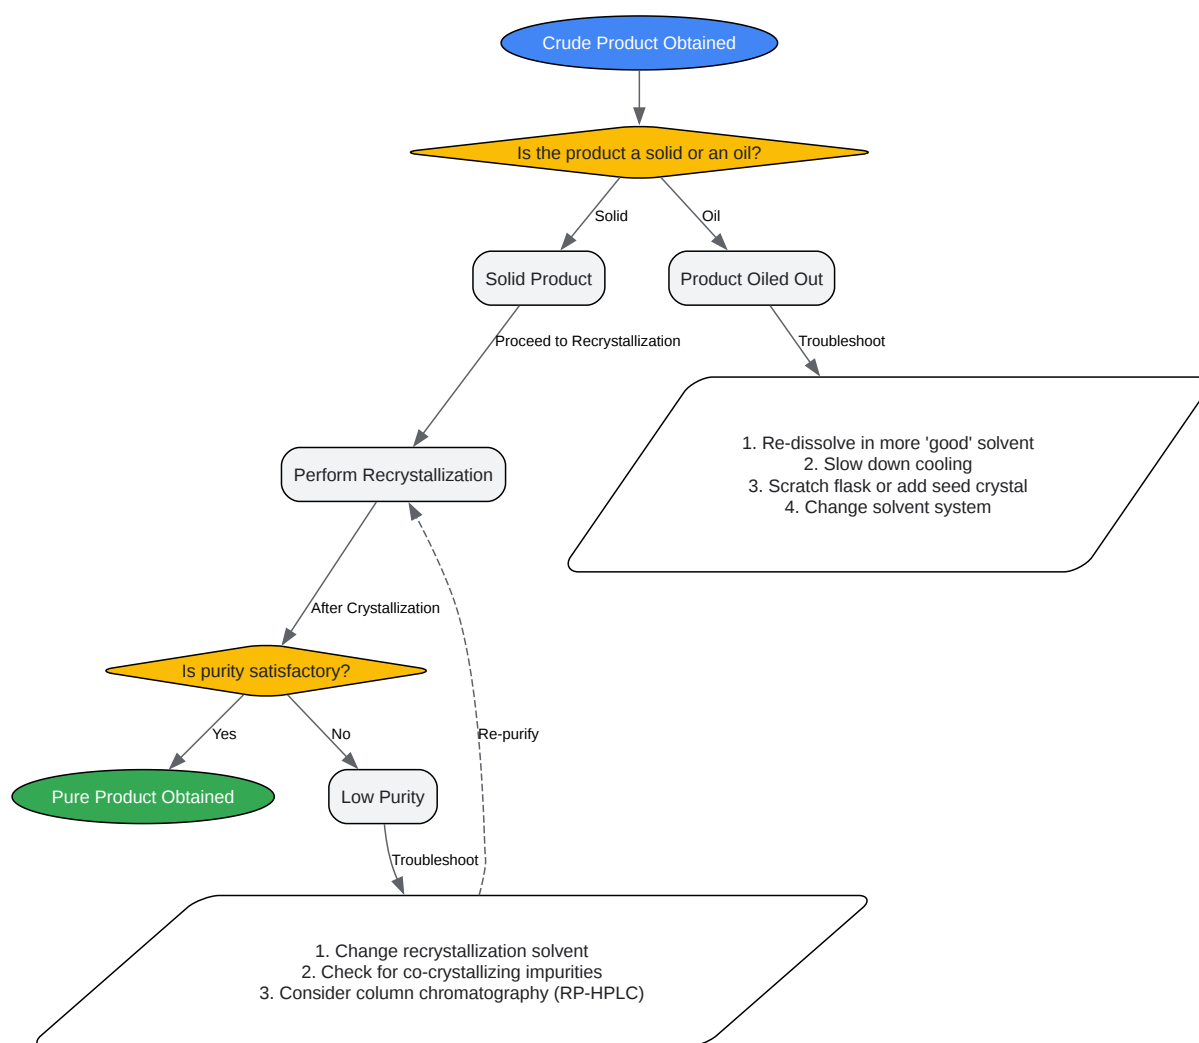 Crude Product Obtained
Is the product a solid or an oil?
Solid
Oil
Solid Product
Product Oiled Out
Proceed to Recrystallization
Troubleshoot
1. Re-dissolve in more 'good' solvent
2. Slow down cooling
3. Scratch flask or add seed crystal
4. Change solvent system
Perform Recrystallization
After Crystallization
Is purity satisfactory?
Yes
No
Re-purify
Pure Product Obtained
Low Purity
Troubleshoot
1. Change recrystallization solvent
2. Check for co-crystallizing impurities
3. Consider column chromatography (RP-HPLC)